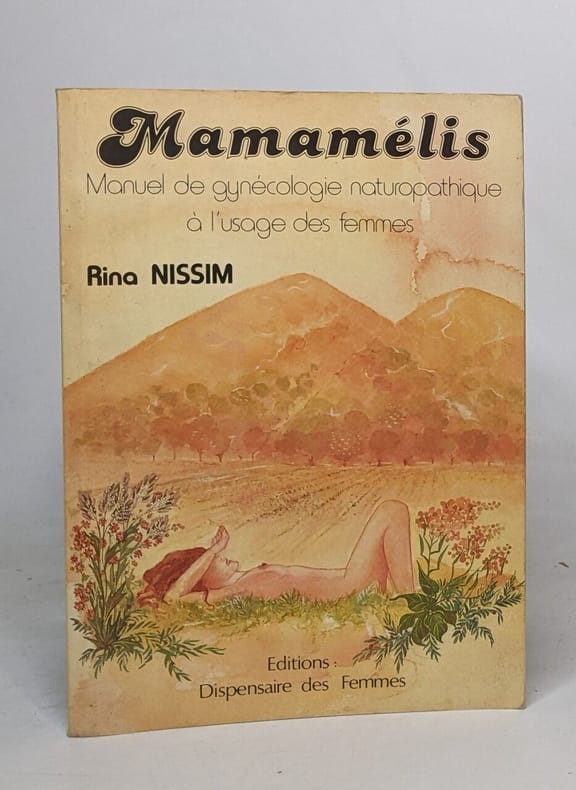 Mamamélis
Manuel de gynécologie naturopathique
à l'usage des femmes
Rina NISSIM
Editions :
Dispensaire des Femmes